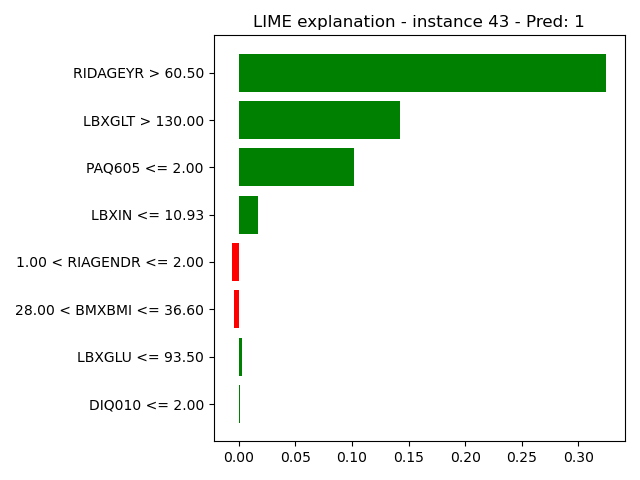 LIME explanation - instance 43 - Pred: 1
RIDAGEYR > 60.50
LBXGLT > 130.00
PAQ605 <= 2.00
LBXIN <= 10.93
1.00 < RIAGENDR <= 2.00
28.00 < BMXBMI <= 36.60
LBXGLU <= 93.50
DIQ010 <= 2.00
0.00 0.05 0.10 0.15 0.20 0.25 0.30